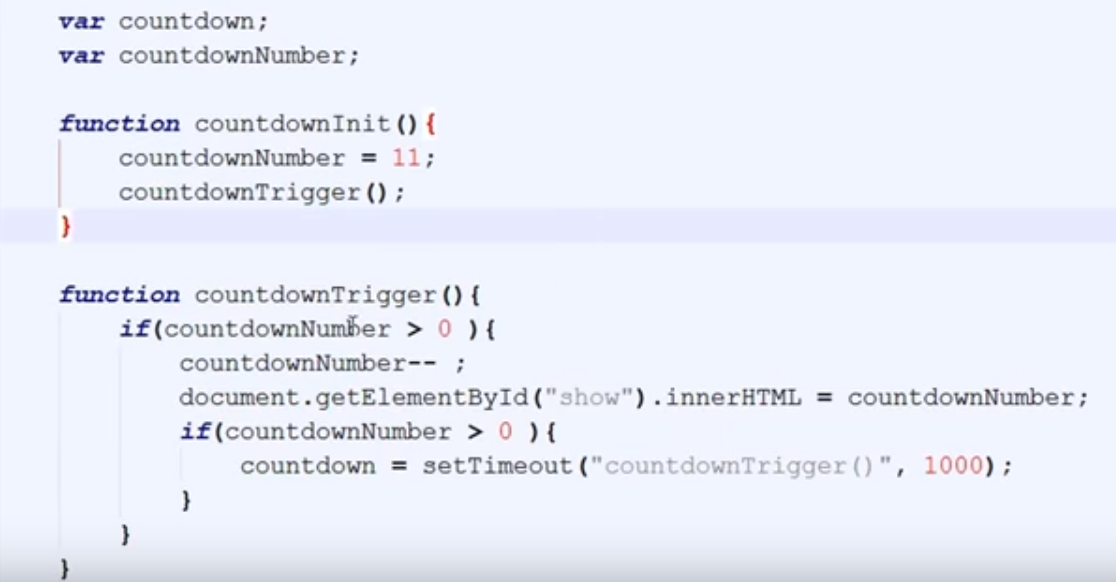 var countdown;
var countdownNumber;
function countdownInit(){
countdownNumber = 11;
countdownTrigger();
}
function countdownTrigger(){
if(countdownNumber > 0 ){
countdownNumber-- ;
document.getElementById("show").innerHTML = countdownNumber;
if(countdownNumber > 0 ){
countdown = setTimeout("countdownTrigger()", 1000);
}
}
}